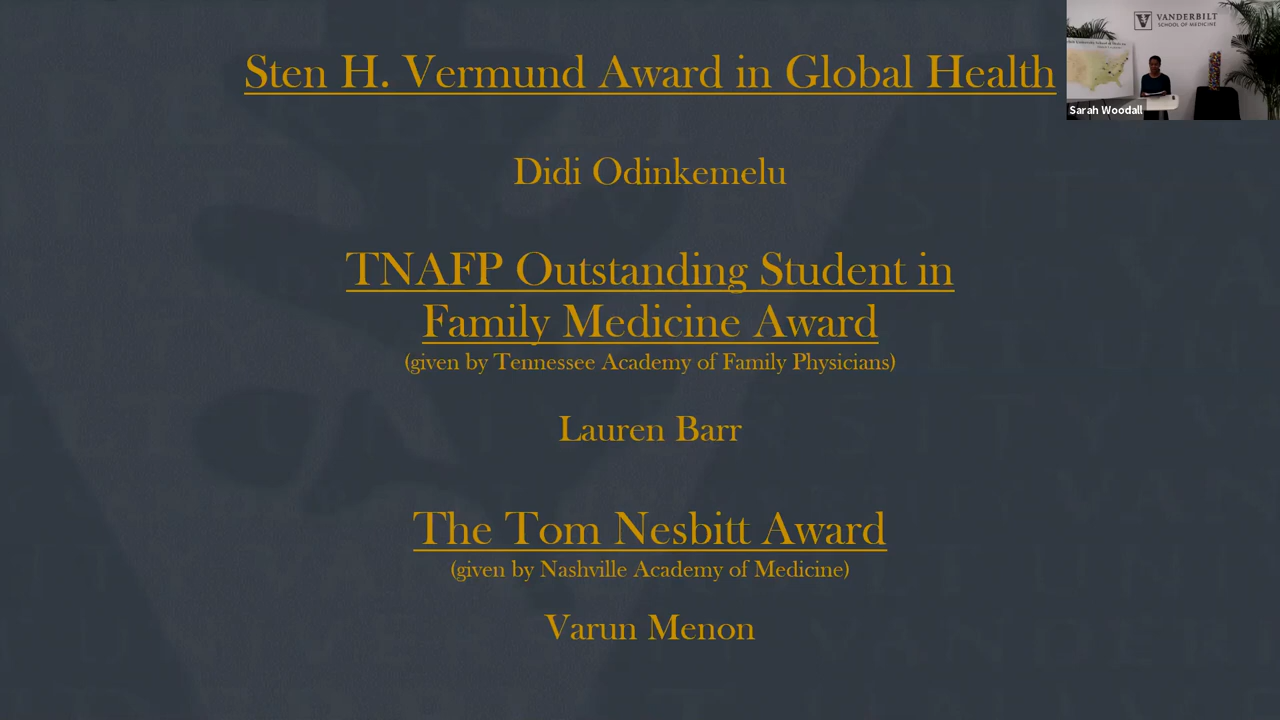 Sten H. Vermund Award in Global Health
Didi Odinkemelu
TNAFP Outstanding Student in
Family Medicine Award
(given by Tennessee Academy of Family Physicians)
Lauren Barr
The Tom Nesbitt Award
(given by Nashville Academy of Medicine)
Varun Menon
VANDERBILT
SCHOOL OF MEDICINE
Sarah Woodall